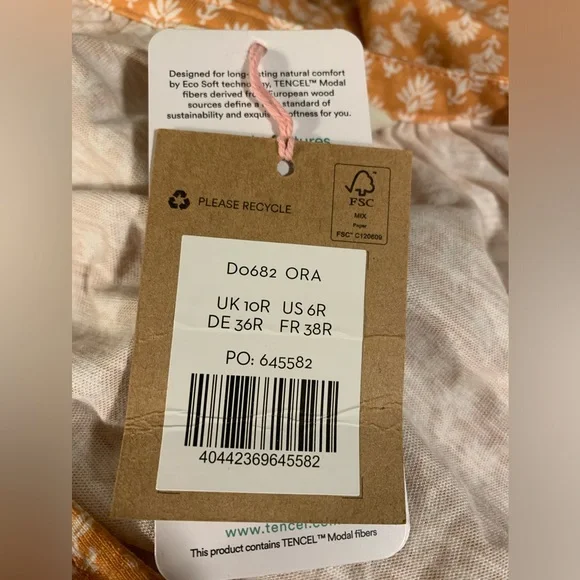 Designed for long-lasting natural comfort
by Eco Soft technology, TENCEL™ Modal
fibers derived from European wood
sources define a standard of
sustainability and exquisite softness for you.
features
PLEASE RECYCLE
FSC
MIX
Paper
FSC® C120609
D0682 ORA
UK 10R US 6R
DE 36R FR 38R
PO: 645582
40442369645582
www.tencel.com
This product contains TENCEL™ Modal fibers